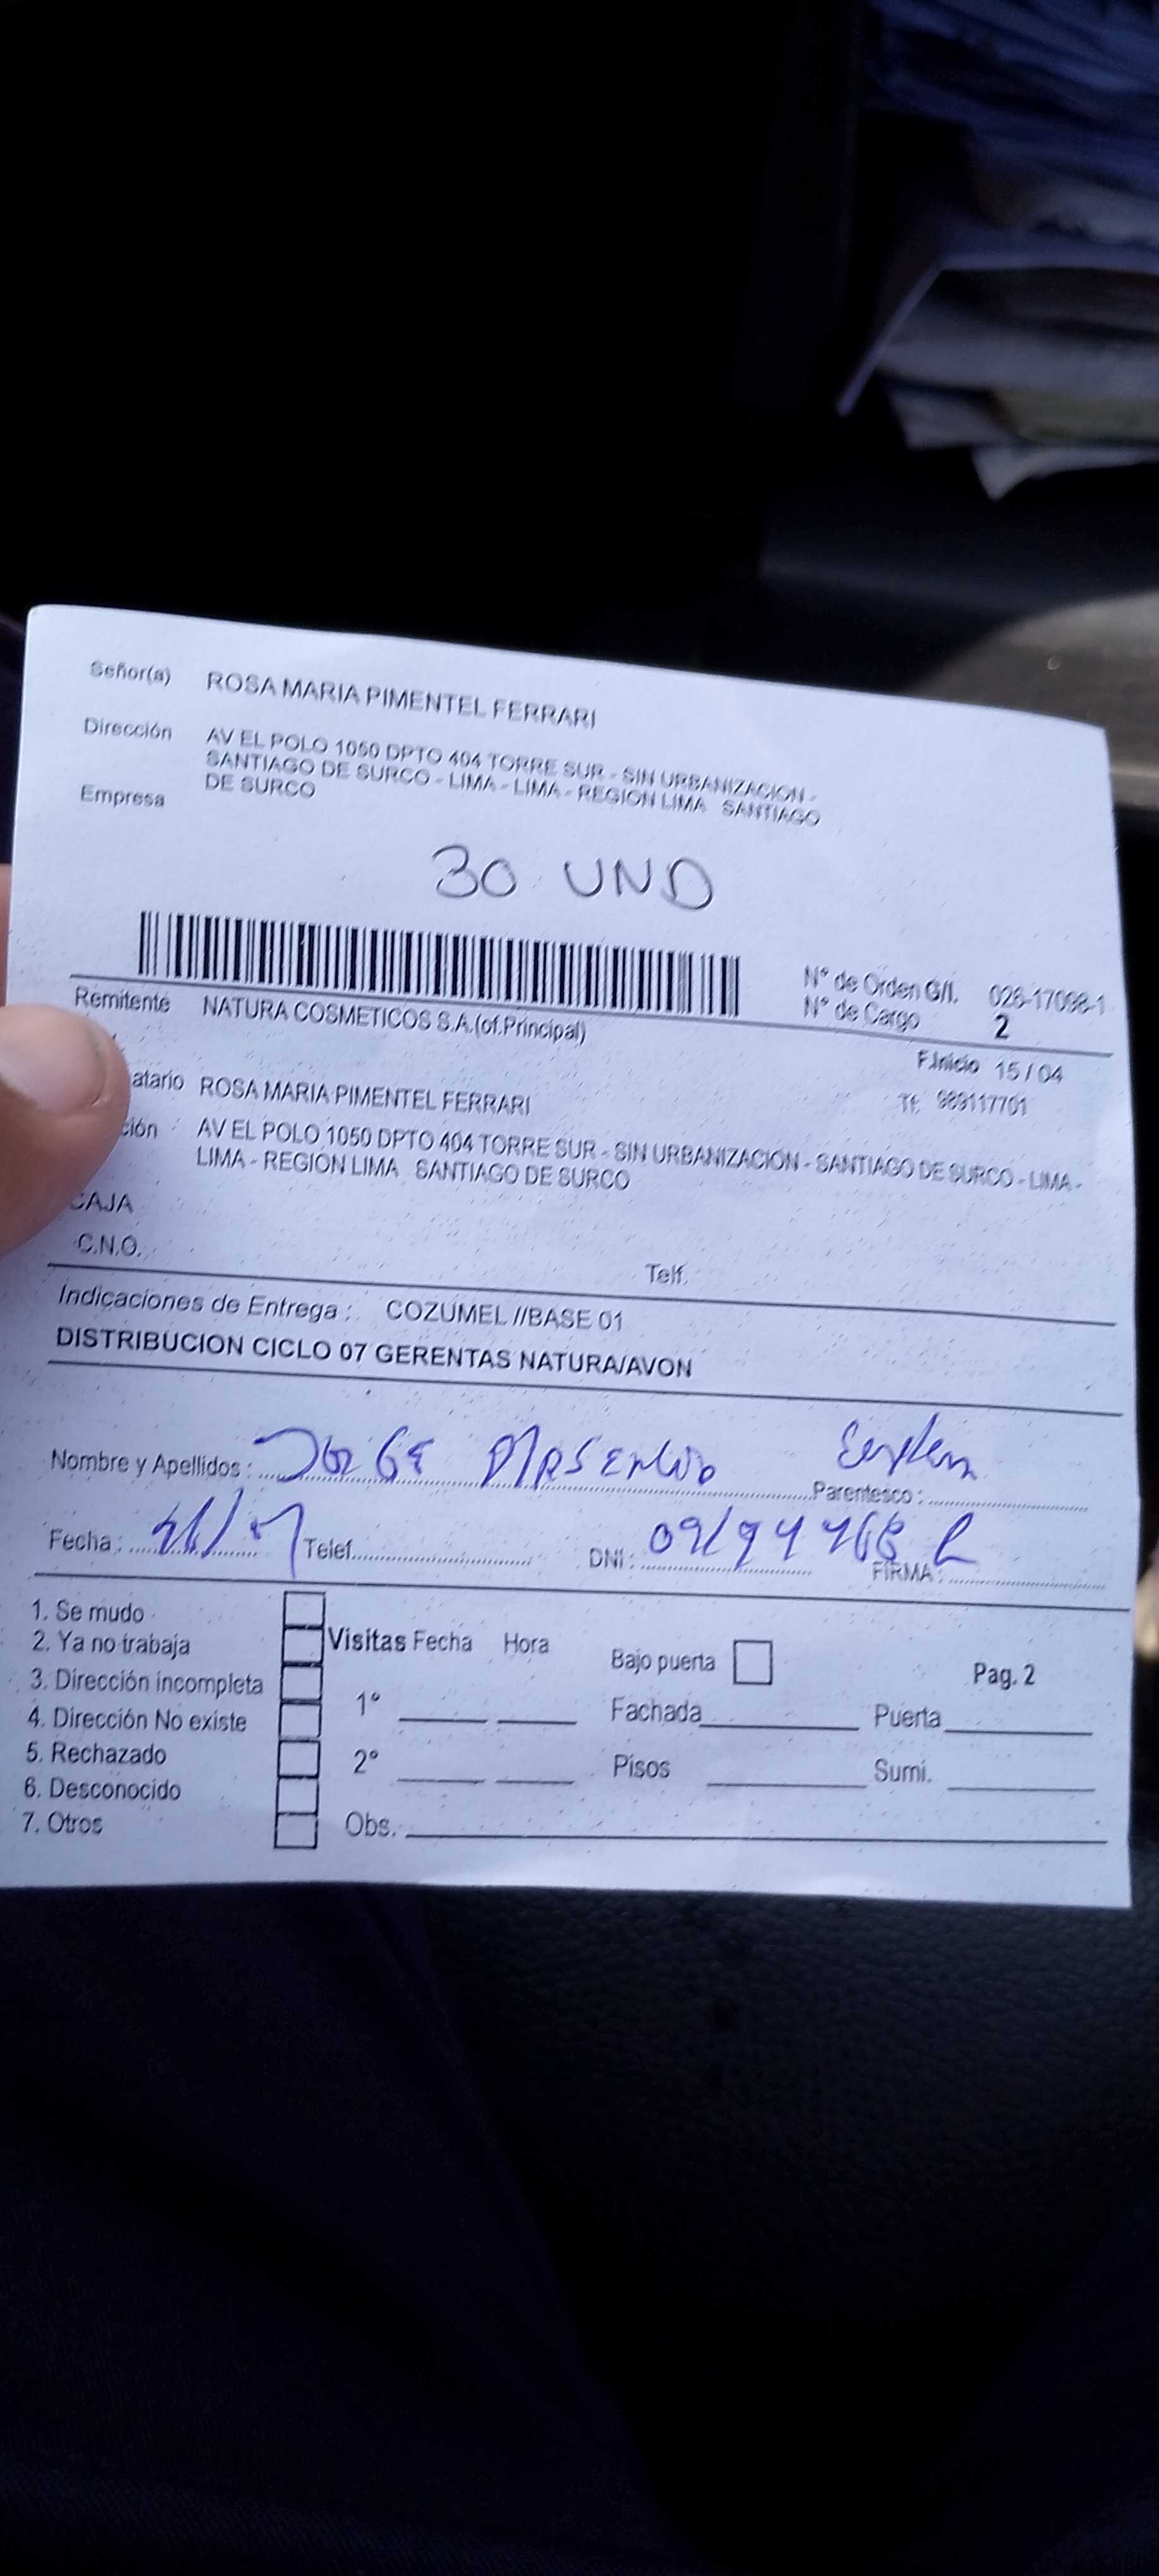 Señor(a) ROSA MARIA PIMENTEL FERRARI
Dirección AV EL POLO 1050 DPTO 404 TORRE SUR - SIN URBANIZACION -
SANTIAGO DE SURCO - LIMA - LIMA - REGION LIMA SANTIAGO
DE SURCO
Empresa
30 UND
N° de Orden G/I. 026-17098-1
N° de Cargo 2
Remitente NATURA COSMETICOS S.A.(of.Principal)
F.Inicio 15 / 04
atario ROSA MARIA PIMENTEL FERRARI
Tf: 989117701
ción AV EL POLO 1050 DPTO 404 TORRE SUR - SIN URBANIZACION - SANTIAGO DE SURCO - LIMA -
LIMA - REGION LIMA SANTIAGO DE SURCO
CAJA
C.N.O.
Telf.
Indicaciones de Entrega : COZUMEL //BASE 01
DISTRIBUCION CICLO 07 GERENTAS NATURA/AVON
Nombre y Apellidos : JORGE Parentesco :
Fecha : Telef. DNI : FIRMA :
1. Se mudo
2. Ya no trabaja
3. Dirección incompleta
4. Dirección No existe
5. Rechazado
6. Desconocido
7. Otros
Visitas Fecha Hora
1°
2°
Obs.
Bajo puerta
Pag. 2
Fachada Puerta
Pisos Sumi.